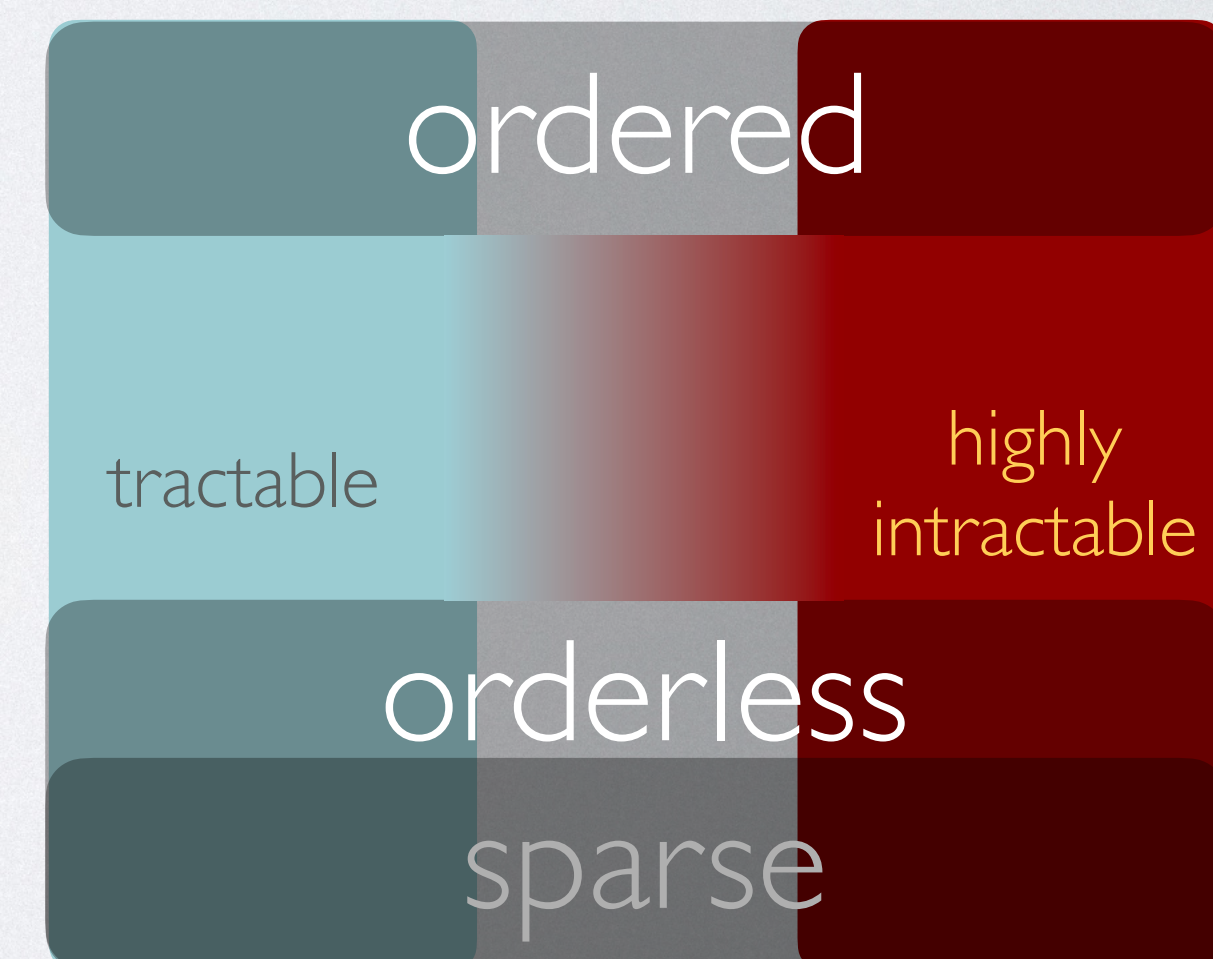 ordered
tractable
highly
intractable
orderless
sparse